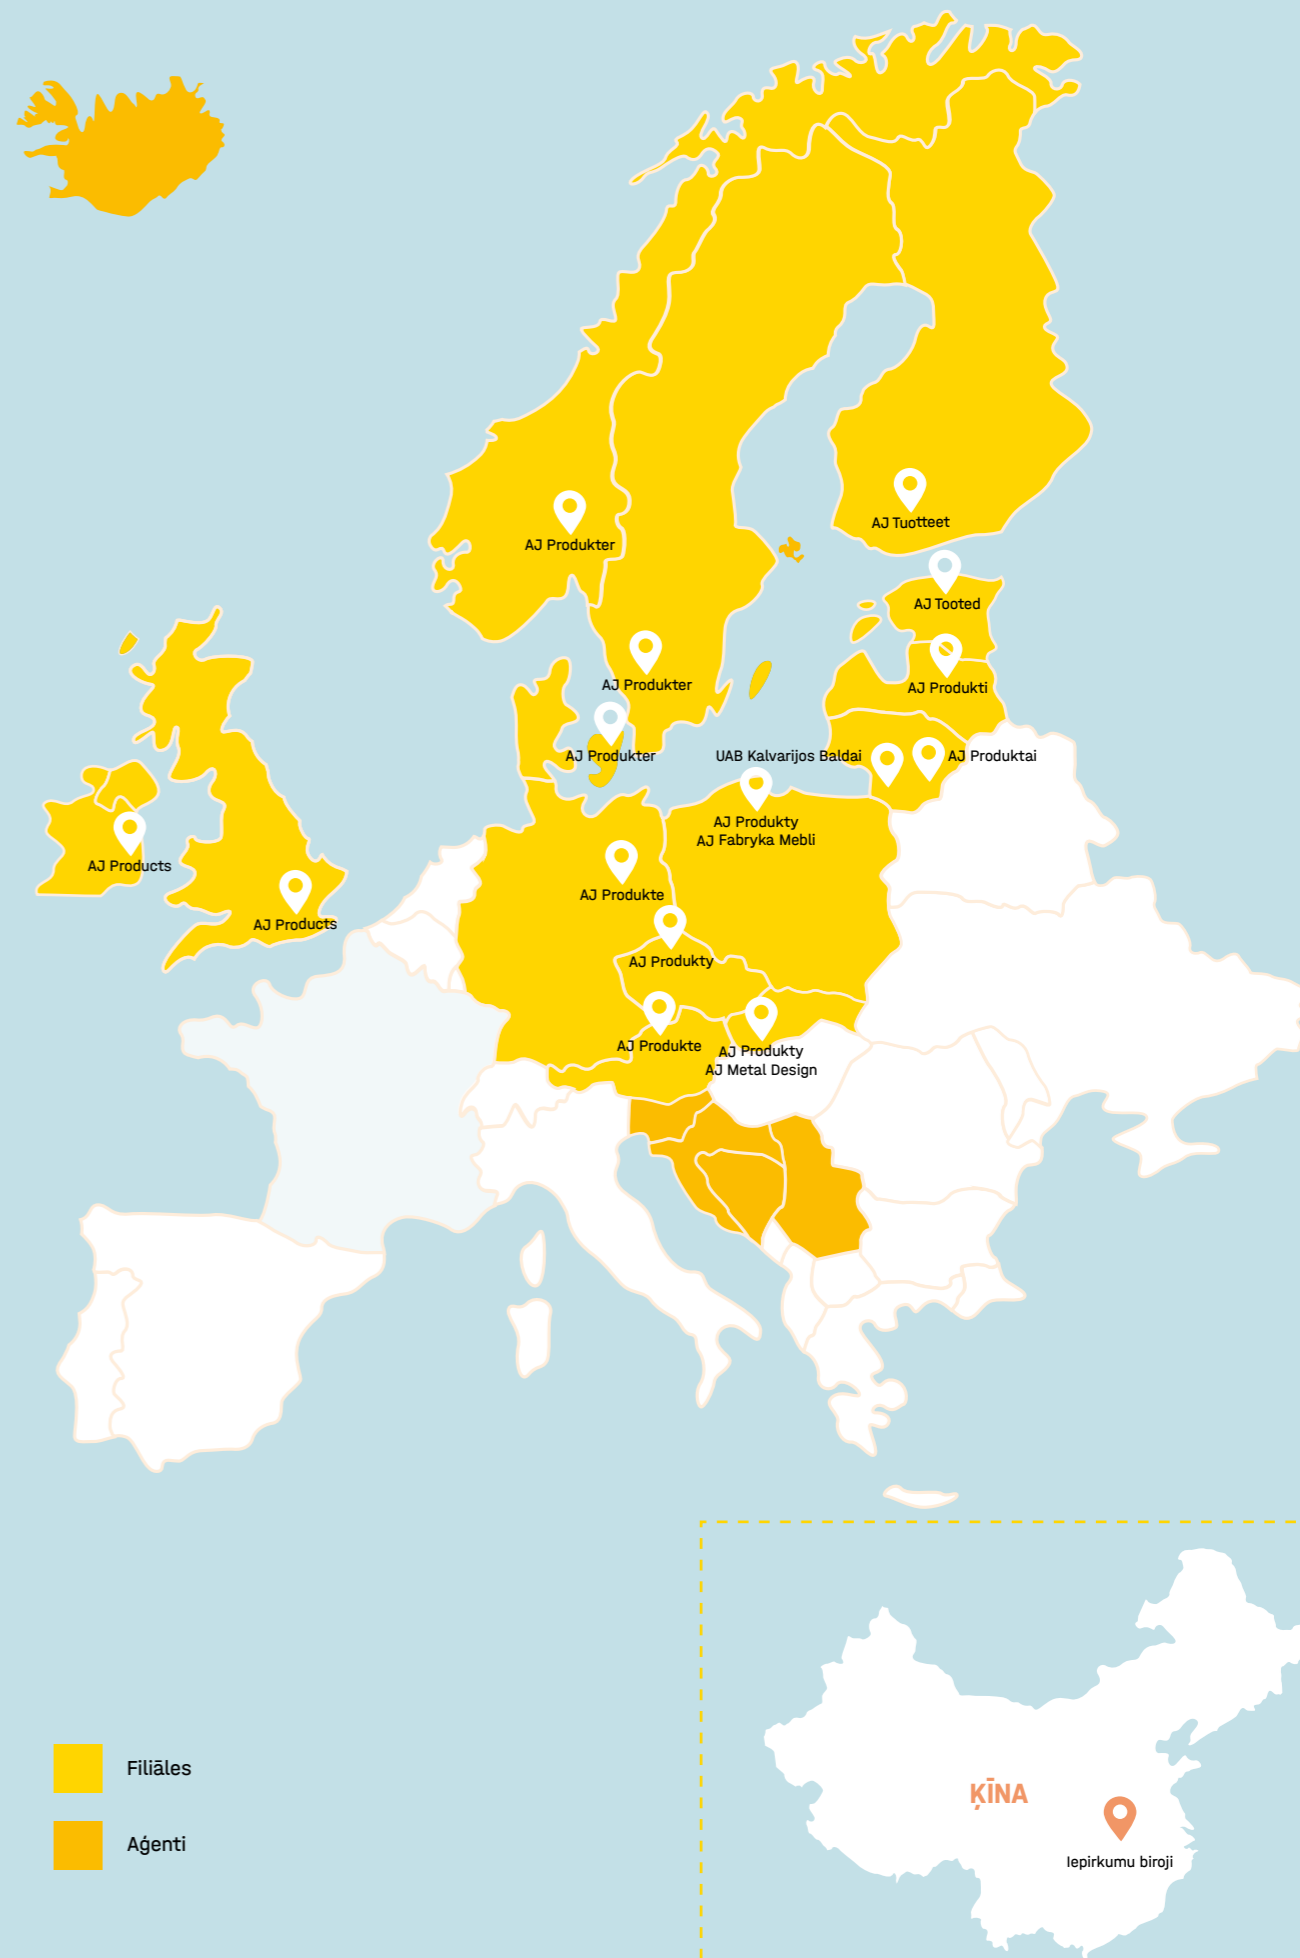 AJ Tuotteet
AJ Produkter
AJ Tooted
AJ Produkter
AJ Produkti
AJ Produkter
UAB Kalvarijos Baldai
AJ Produktai
AJ Produkty
AJ Fabryka Mebli
AJ Products
AJ Produkte
AJ Products
AJ Produkty
AJ Produkte
AJ Produkty
AJ Metal Design
Filiāles
ĶĪNA
Aģenti
Iepirkumu biroji